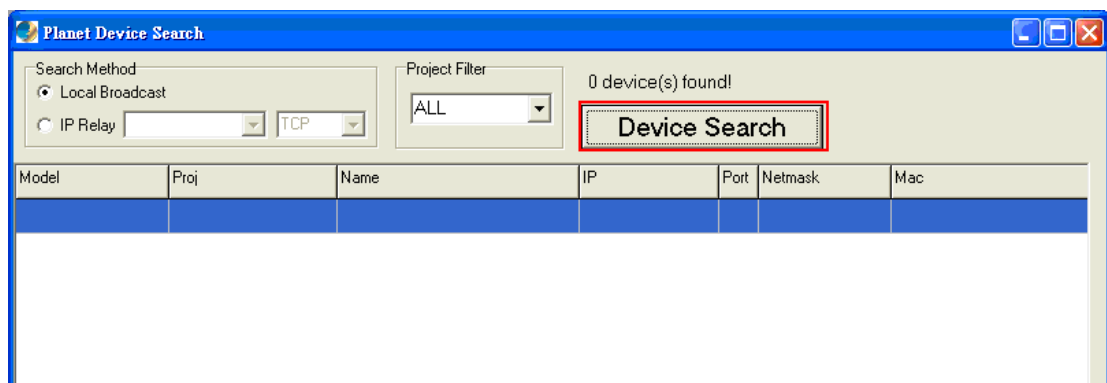 Planet Device Search
Search Method
Local Broadcast
IP Relay
TCP
Project Filter
ALL
0 device(s) found!
Device Search
Model Proj Name IP Port Netmask Mac